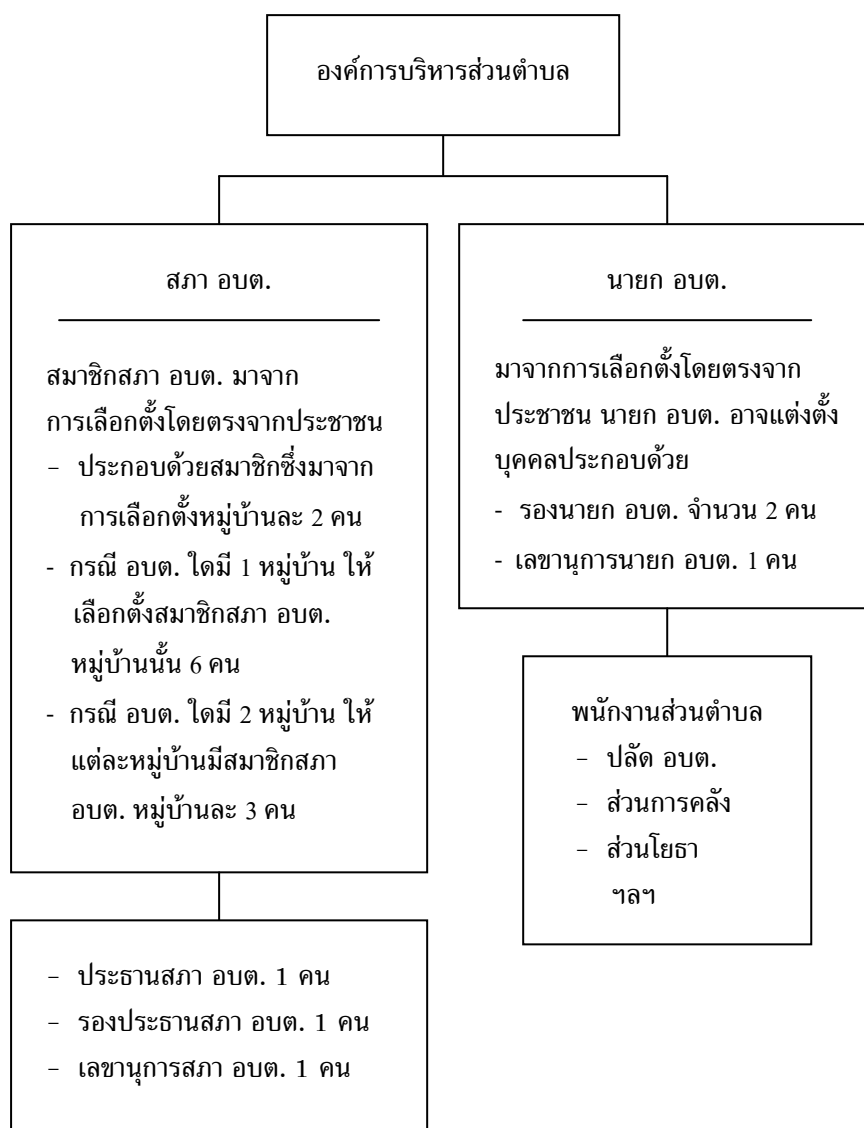 องค์การบริหารส่วนตำบล
สภา อบต.
สมาชิกสภา อบต. มาจาก
การเลือกตั้งโดยตรงจากประชาชน
- ประกอบด้วยสมาชิกซึ่งมาจาก
การเลือกตั้งหมู่บ้านละ 2 คน
- กรณี อบต. ใดมี 1 หมู่บ้าน ให้
เลือกตั้งสมาชิกสภา อบต.
หมู่บ้านนั้น 6 คน
- กรณี อบต. ใดมี 2 หมู่บ้าน ให้
แต่ละหมู่บ้านมีสมาชิกสภา
อบต. หมู่บ้านละ 3 คน
- ประธานสภา อบต. 1 คน
- รองประธานสภา อบต. 1 คน
- เลขานุการสภา อบต. 1 คน
นายก อบต.
มาจากการเลือกตั้งโดยตรงจาก
ประชาชน นายก อบต. อาจแต่งตั้ง
บุคคลประกอบด้วย
- รองนายก อบต. จำนวน 2 คน
- เลขานุการนายก อบต. 1 คน
พนักงานส่วนตำบล
- ปลัด อบต.
- ส่วนการคลัง
- ส่วนโยธา
ฯลฯ